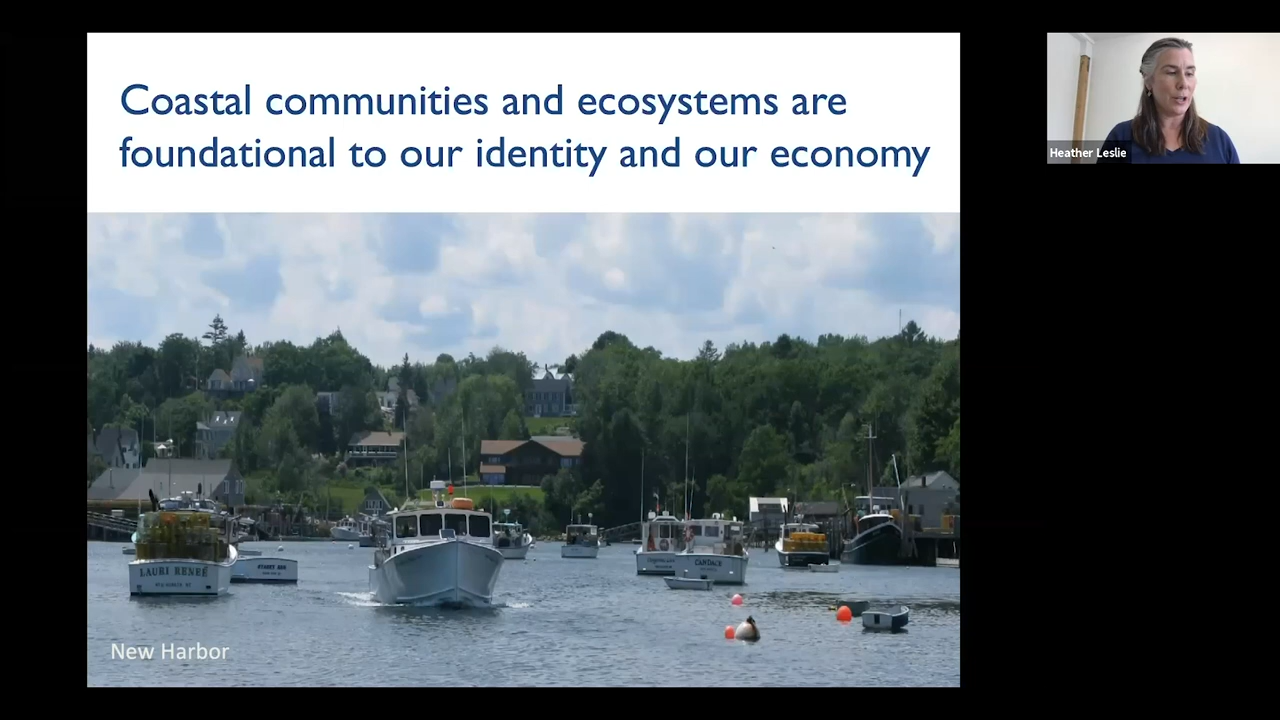 Coastal communities and ecosystems are
foundational to our identity and our economy
Heather Leslie
LAURI RENEE
CANDACE
New Harbor